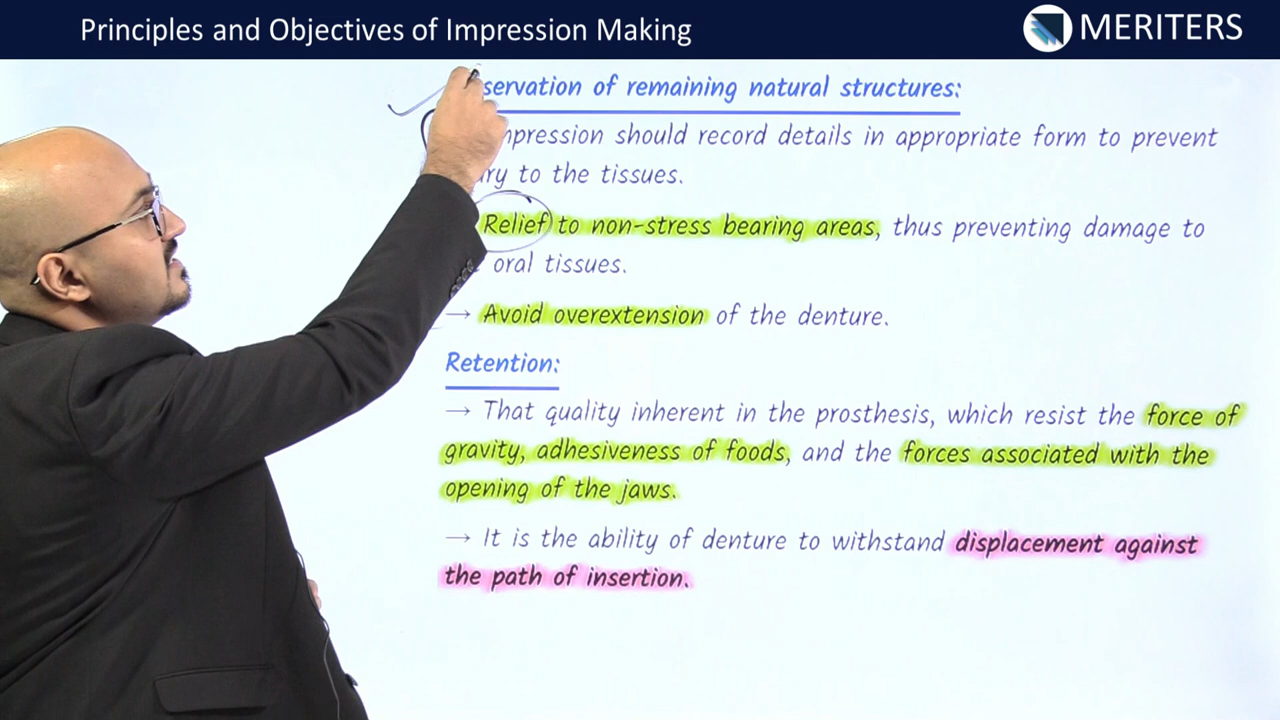 Principles and Objectives of Impression Making
MERITERS
servation of remaining natural structures:
mpression should record details in appropriate form to prevent
ry to the tissues.
Relief to non-stress bearing areas, thus preventing damage to
oral tissues.
→ Avoid overextension of the denture.
Retention:
→ That quality inherent in the prosthesis, which resist the force of
gravity, adhesiveness of foods, and the forces associated with the
opening of the jaws.
→ It is the ability of denture to withstand displacement against
the path of insertion.